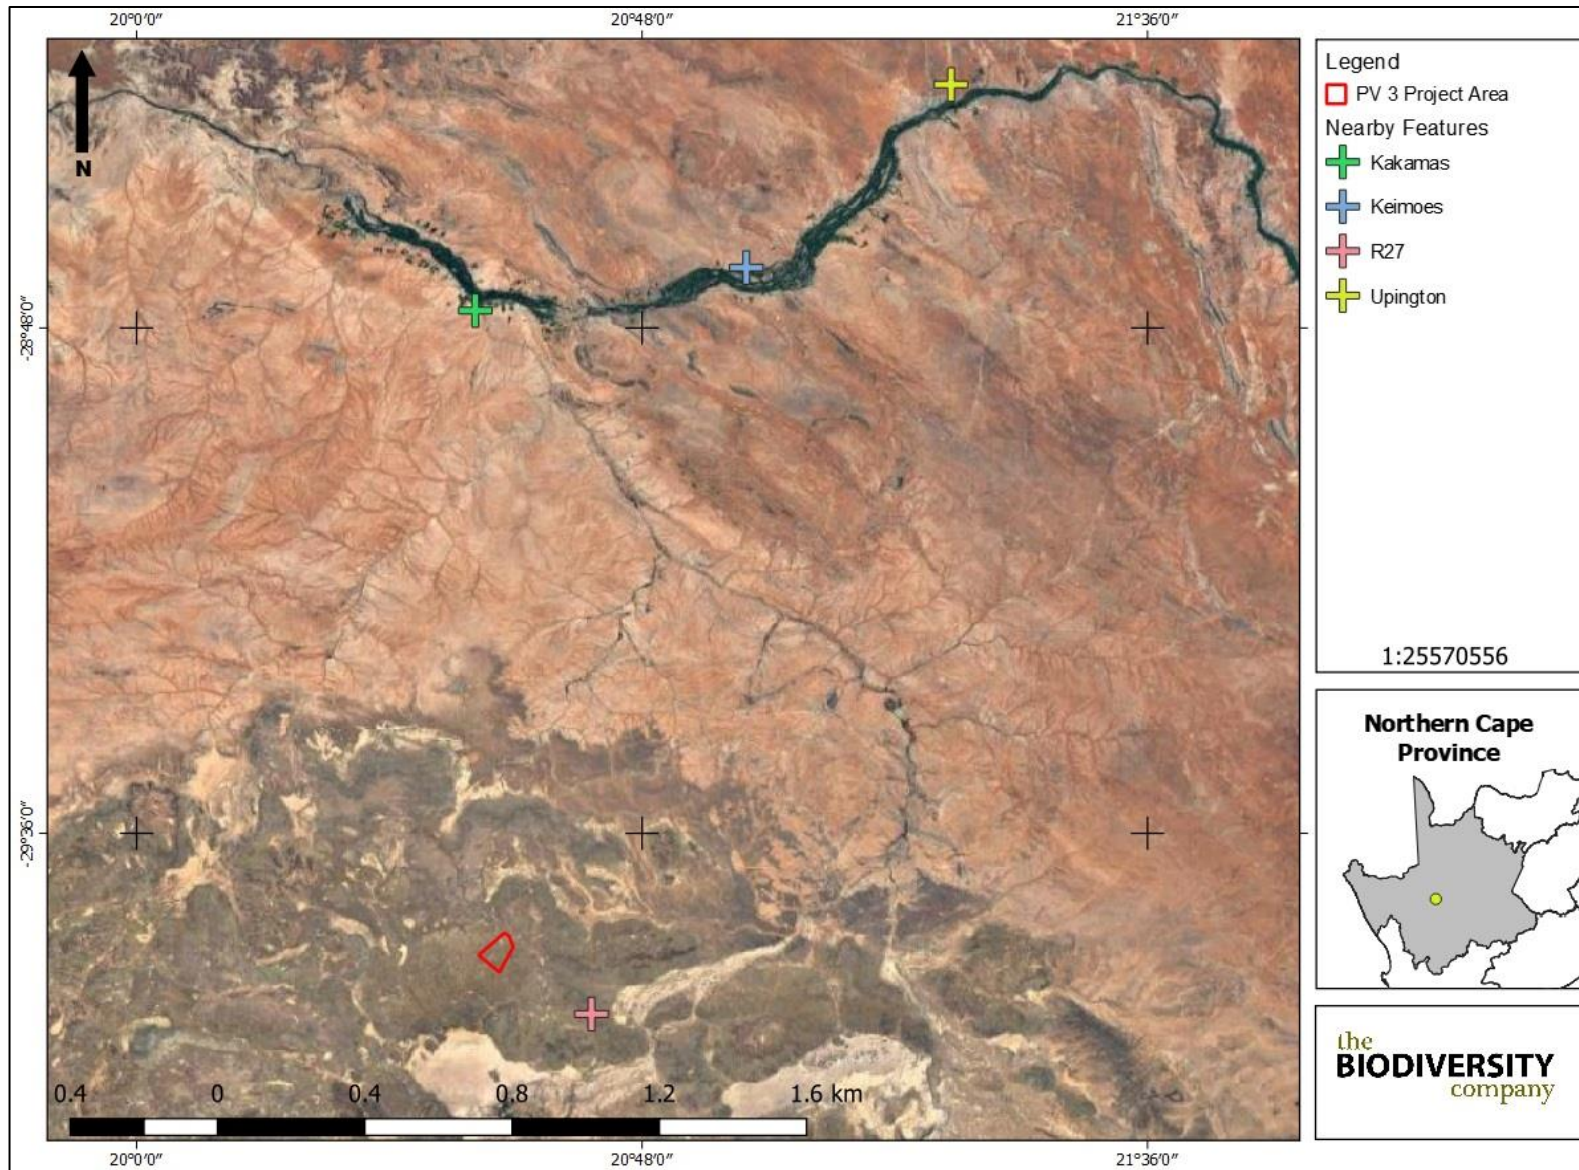 20°0′0″ 20°48′0″ 21°36′0″
N
-28°48′0″
-29°36′0″
0.4 0 0.4 0.8 1.2 1.6 km
20°0′0″ 20°48′0″ 21°36′0″
Legend
PV 3 Project Area
Nearby Features
Kakamas
Keimoes
R27
Upington
1:25570556
Northern Cape
Province
the
BIODIVERSITY
company